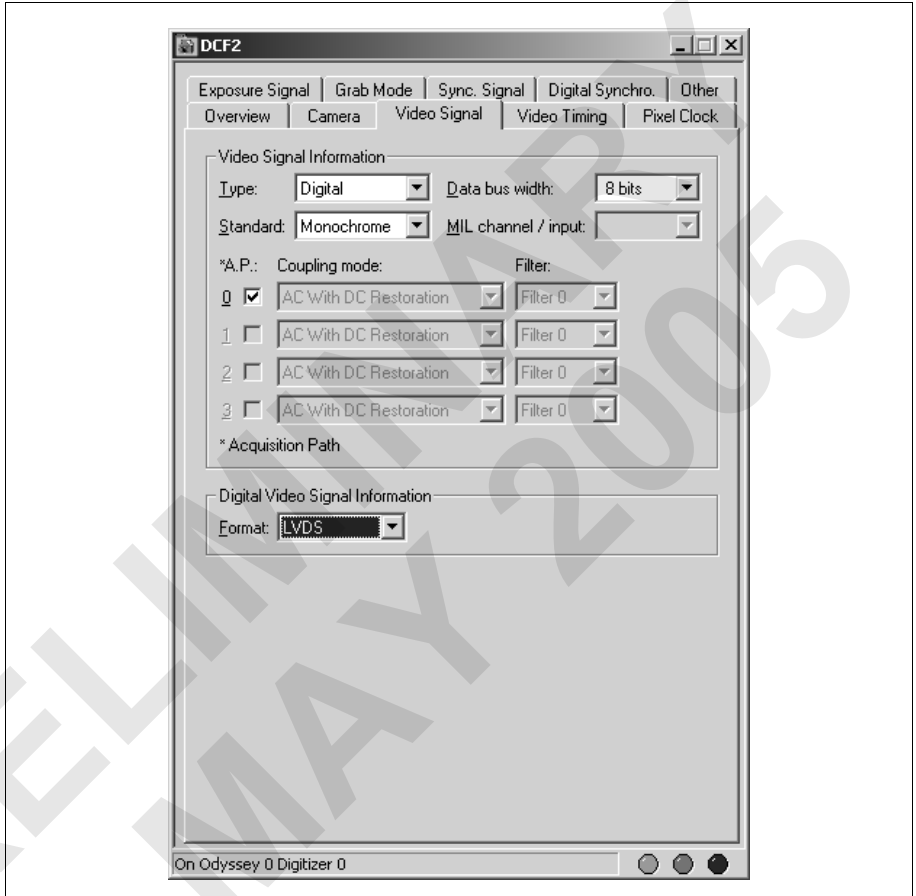 DCF2
Exposure Signal Grab Mode Sync. Signal Digital Synchro. Other
Overview Camera Video Signal Video Timing Pixel Clock
Video Signal Information
Type: Digital Data bus width: 8 bits
Standard: Monochrome MIL channel / input:
*A.P.: Coupling mode: Filter:
0 AC With DC Restoration Filter 0
1 AC With DC Restoration Filter 0
2 AC With DC Restoration Filter 0
3 AC With DC Restoration Filter 0
* Acquisition Path
Digital Video Signal Information
Format: LVDS
On Odyssey 0 Digitizer 0
RELIMINARY
MAY 2005